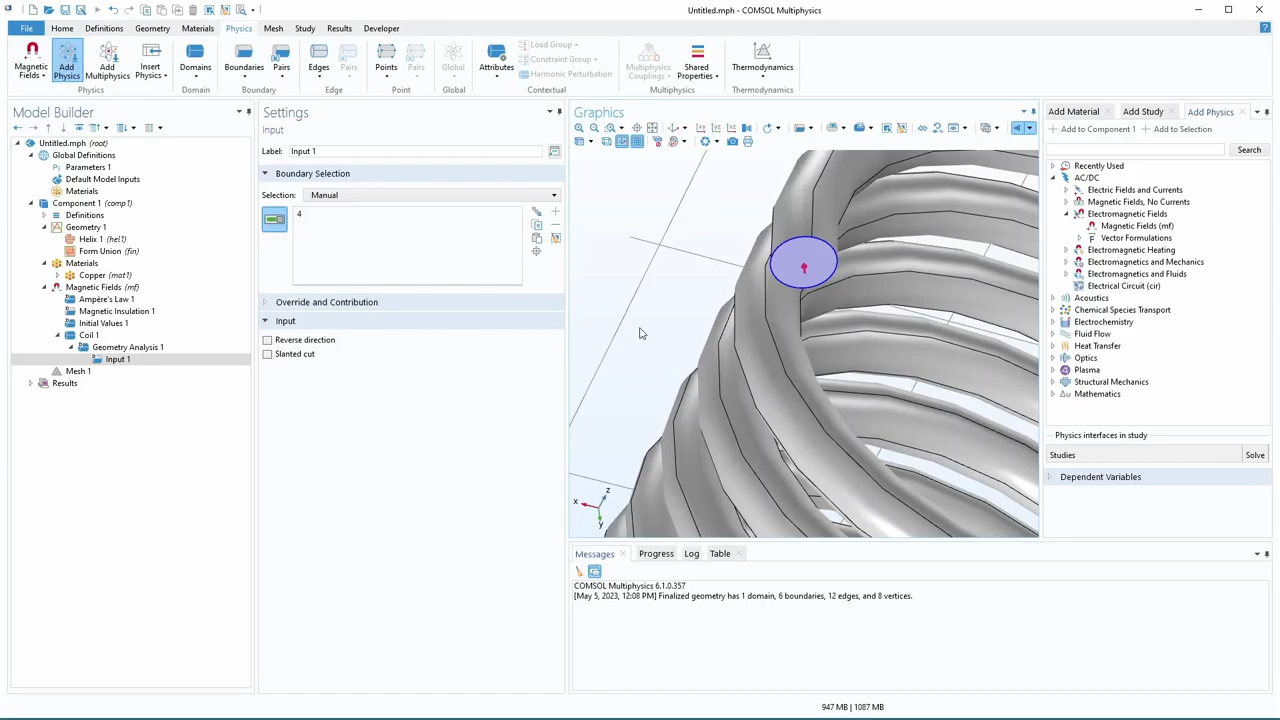 Untitled.mph - COMSOL Multiphysics
File Home Definitions Geometry Materials Physics Mesh Study Results Developer
Magnetic Fields
Add Physics
Add Multiphysics
Insert Physics
Domains
Boundaries
Pairs
Edges
Pairs
Points
Pairs
Global
Attributes
Load Group
Constraint Group
Harmonic Perturbation
Multiphysics Couplings
Shared Properties
Thermodynamics
Physics Domain Boundary Edge Point Global Contextual Multiphysics Thermodynamics
Model Builder
Untitled.mph (root)
Global Definitions
Parameters 1
Default Model Inputs
Materials
Component 1 (comp1)
Definitions
Geometry 1
Helix 1 (hel1)
Form Union (fin)
Materials
Copper (mat1)
Magnetic Fields (mf)
Ampère's Law 1
Magnetic Insulation 1
Initial Values 1
Coil 1
Geometry Analysis 1
Input 1
Mesh 1
Results
Settings
Input
Label: Input 1
Boundary Selection
Selection: Manual
4
Override and Contribution
Input
Reverse direction
Slanted cut
Graphics
x
z
y
Messages Progress Log Table
COMSOL Multiphysics 6.1.0.357
[May 5, 2023, 12:08 PM] Finalized geometry has 1 domain, 6 boundaries, 12 edges, and 8 vertices.
Add Material Add Study Add Physics
Add to Component 1 Add to Selection
Search
Recently Used
AC/DC
Electric Fields and Currents
Magnetic Fields, No Currents
Electromagnetic Fields
Magnetic Fields (mf)
Vector Formulations
Electromagnetic Heating
Electromagnetics and Mechanics
Electromagnetics and Fluids
Electrical Circuit (cir)
Acoustics
Chemical Species Transport
Electrochemistry
Fluid Flow
Heat Transfer
Optics
Plasma
Structural Mechanics
Mathematics
Physics interfaces in study
Studies Solve
Dependent Variables
947 MB | 1087 MB